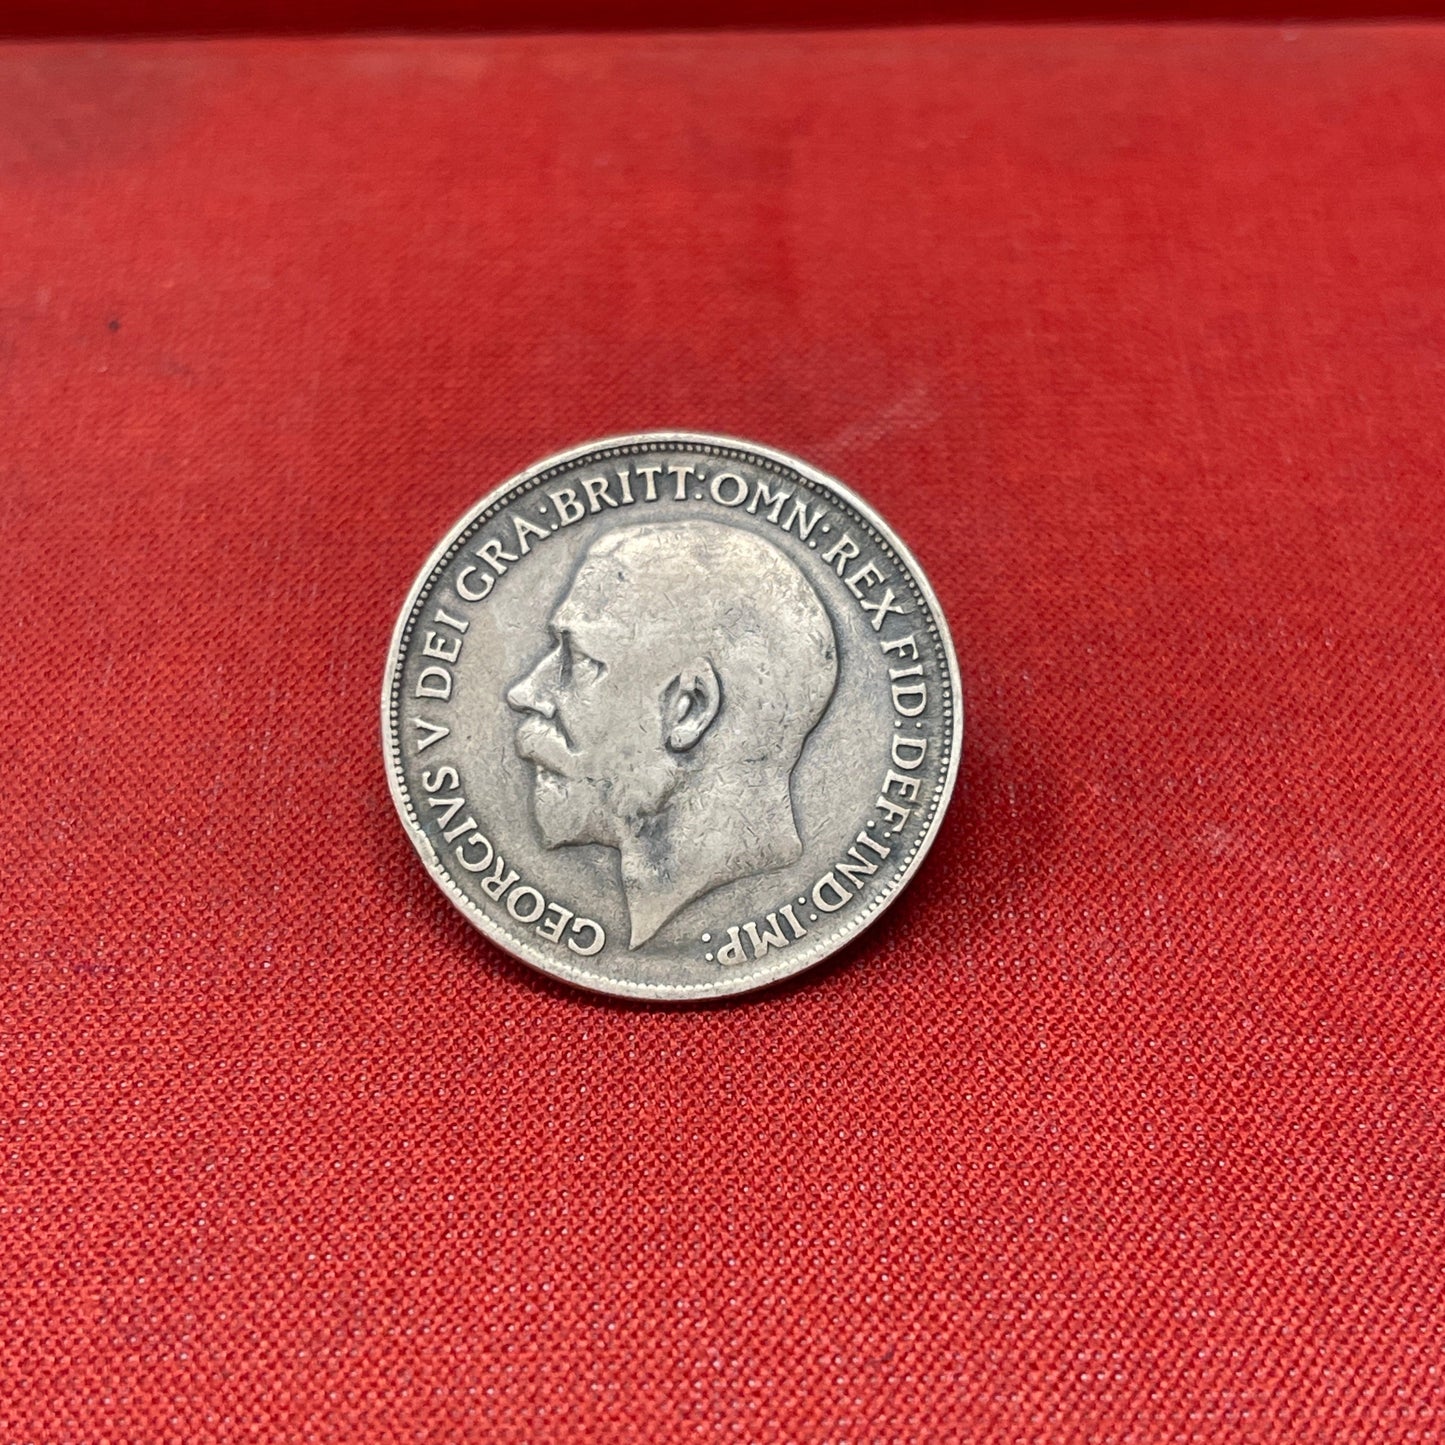 GEORGIVS V DEI GRA:BRITT:OMN:REX FID:DEF:IND:IMP: